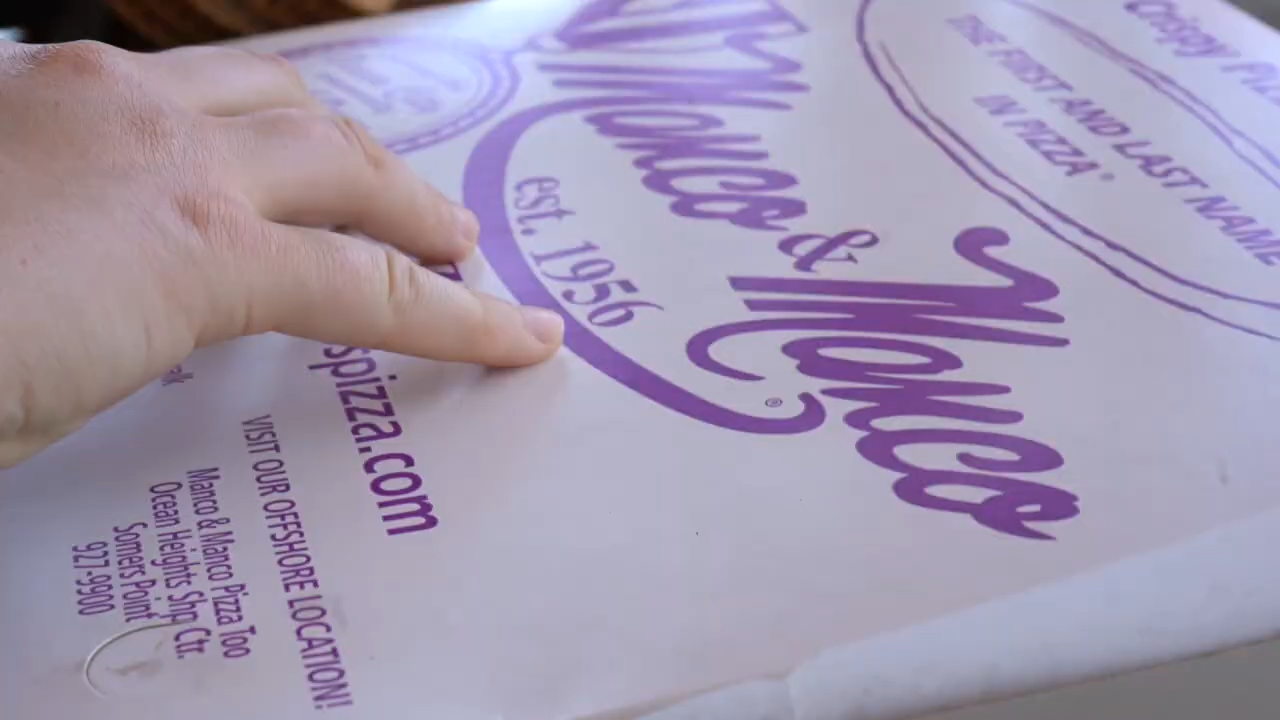 Crispy
THE FIRST AND LAST NAME
IN PIZZA®
Manco &
Manco
®
est. 1956
spizza.com
VISIT OUR OFFSHORE LOCATION!
Manco & Manco Pizza Too
Ocean Heights Shp Ctr.
Somers Point
927-9900